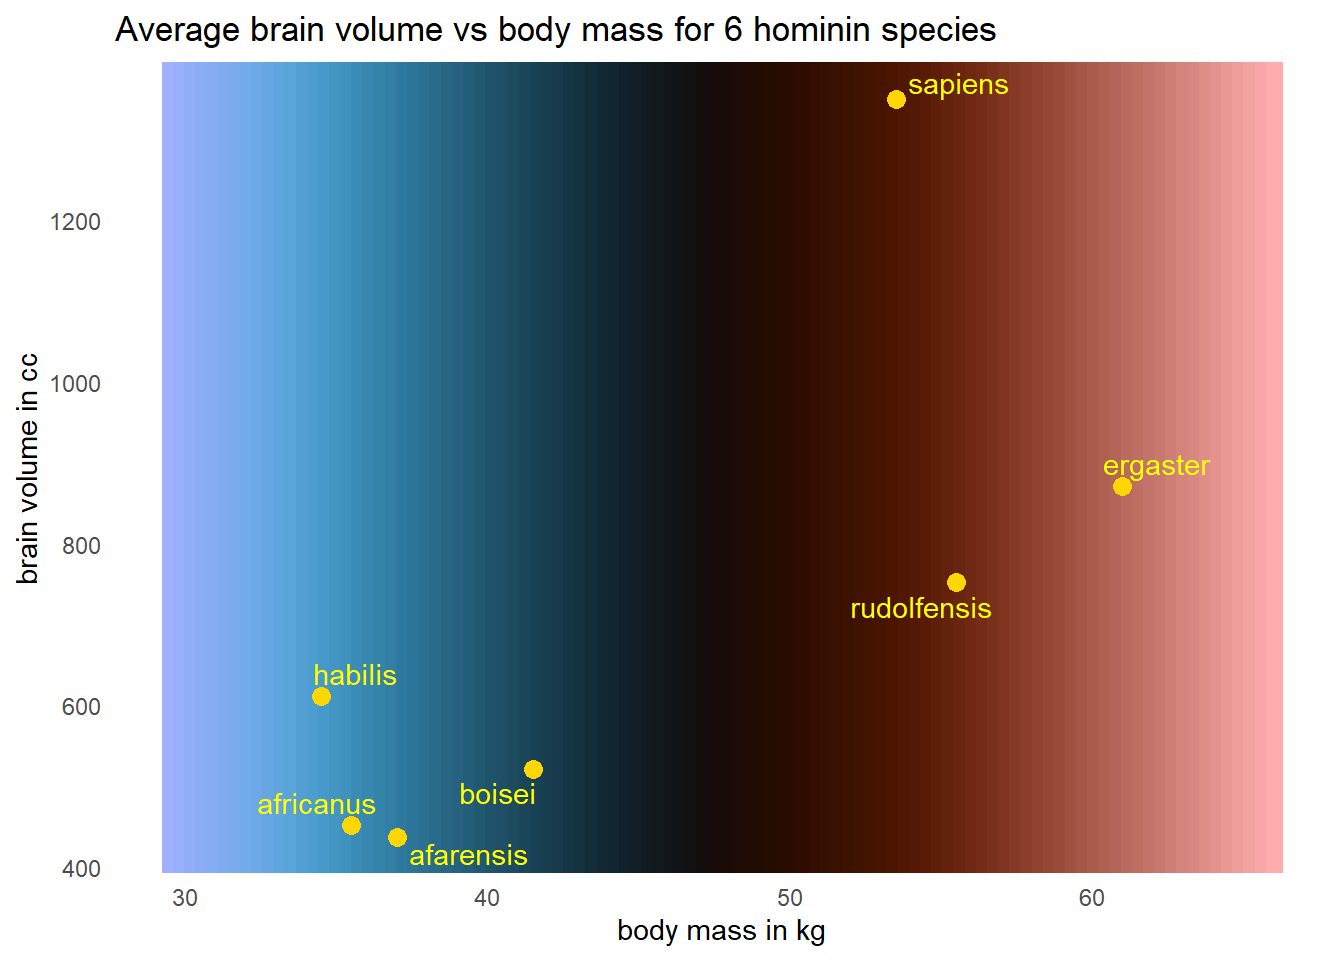 Average brain volume vs body mass for 6 hominin species
sapiens
1200
1000
ergaster
800
rudolfensis
habilis
600
boisei
africanus
afarensis
400
brain volume in cc
30 40 50 60
body mass in kg